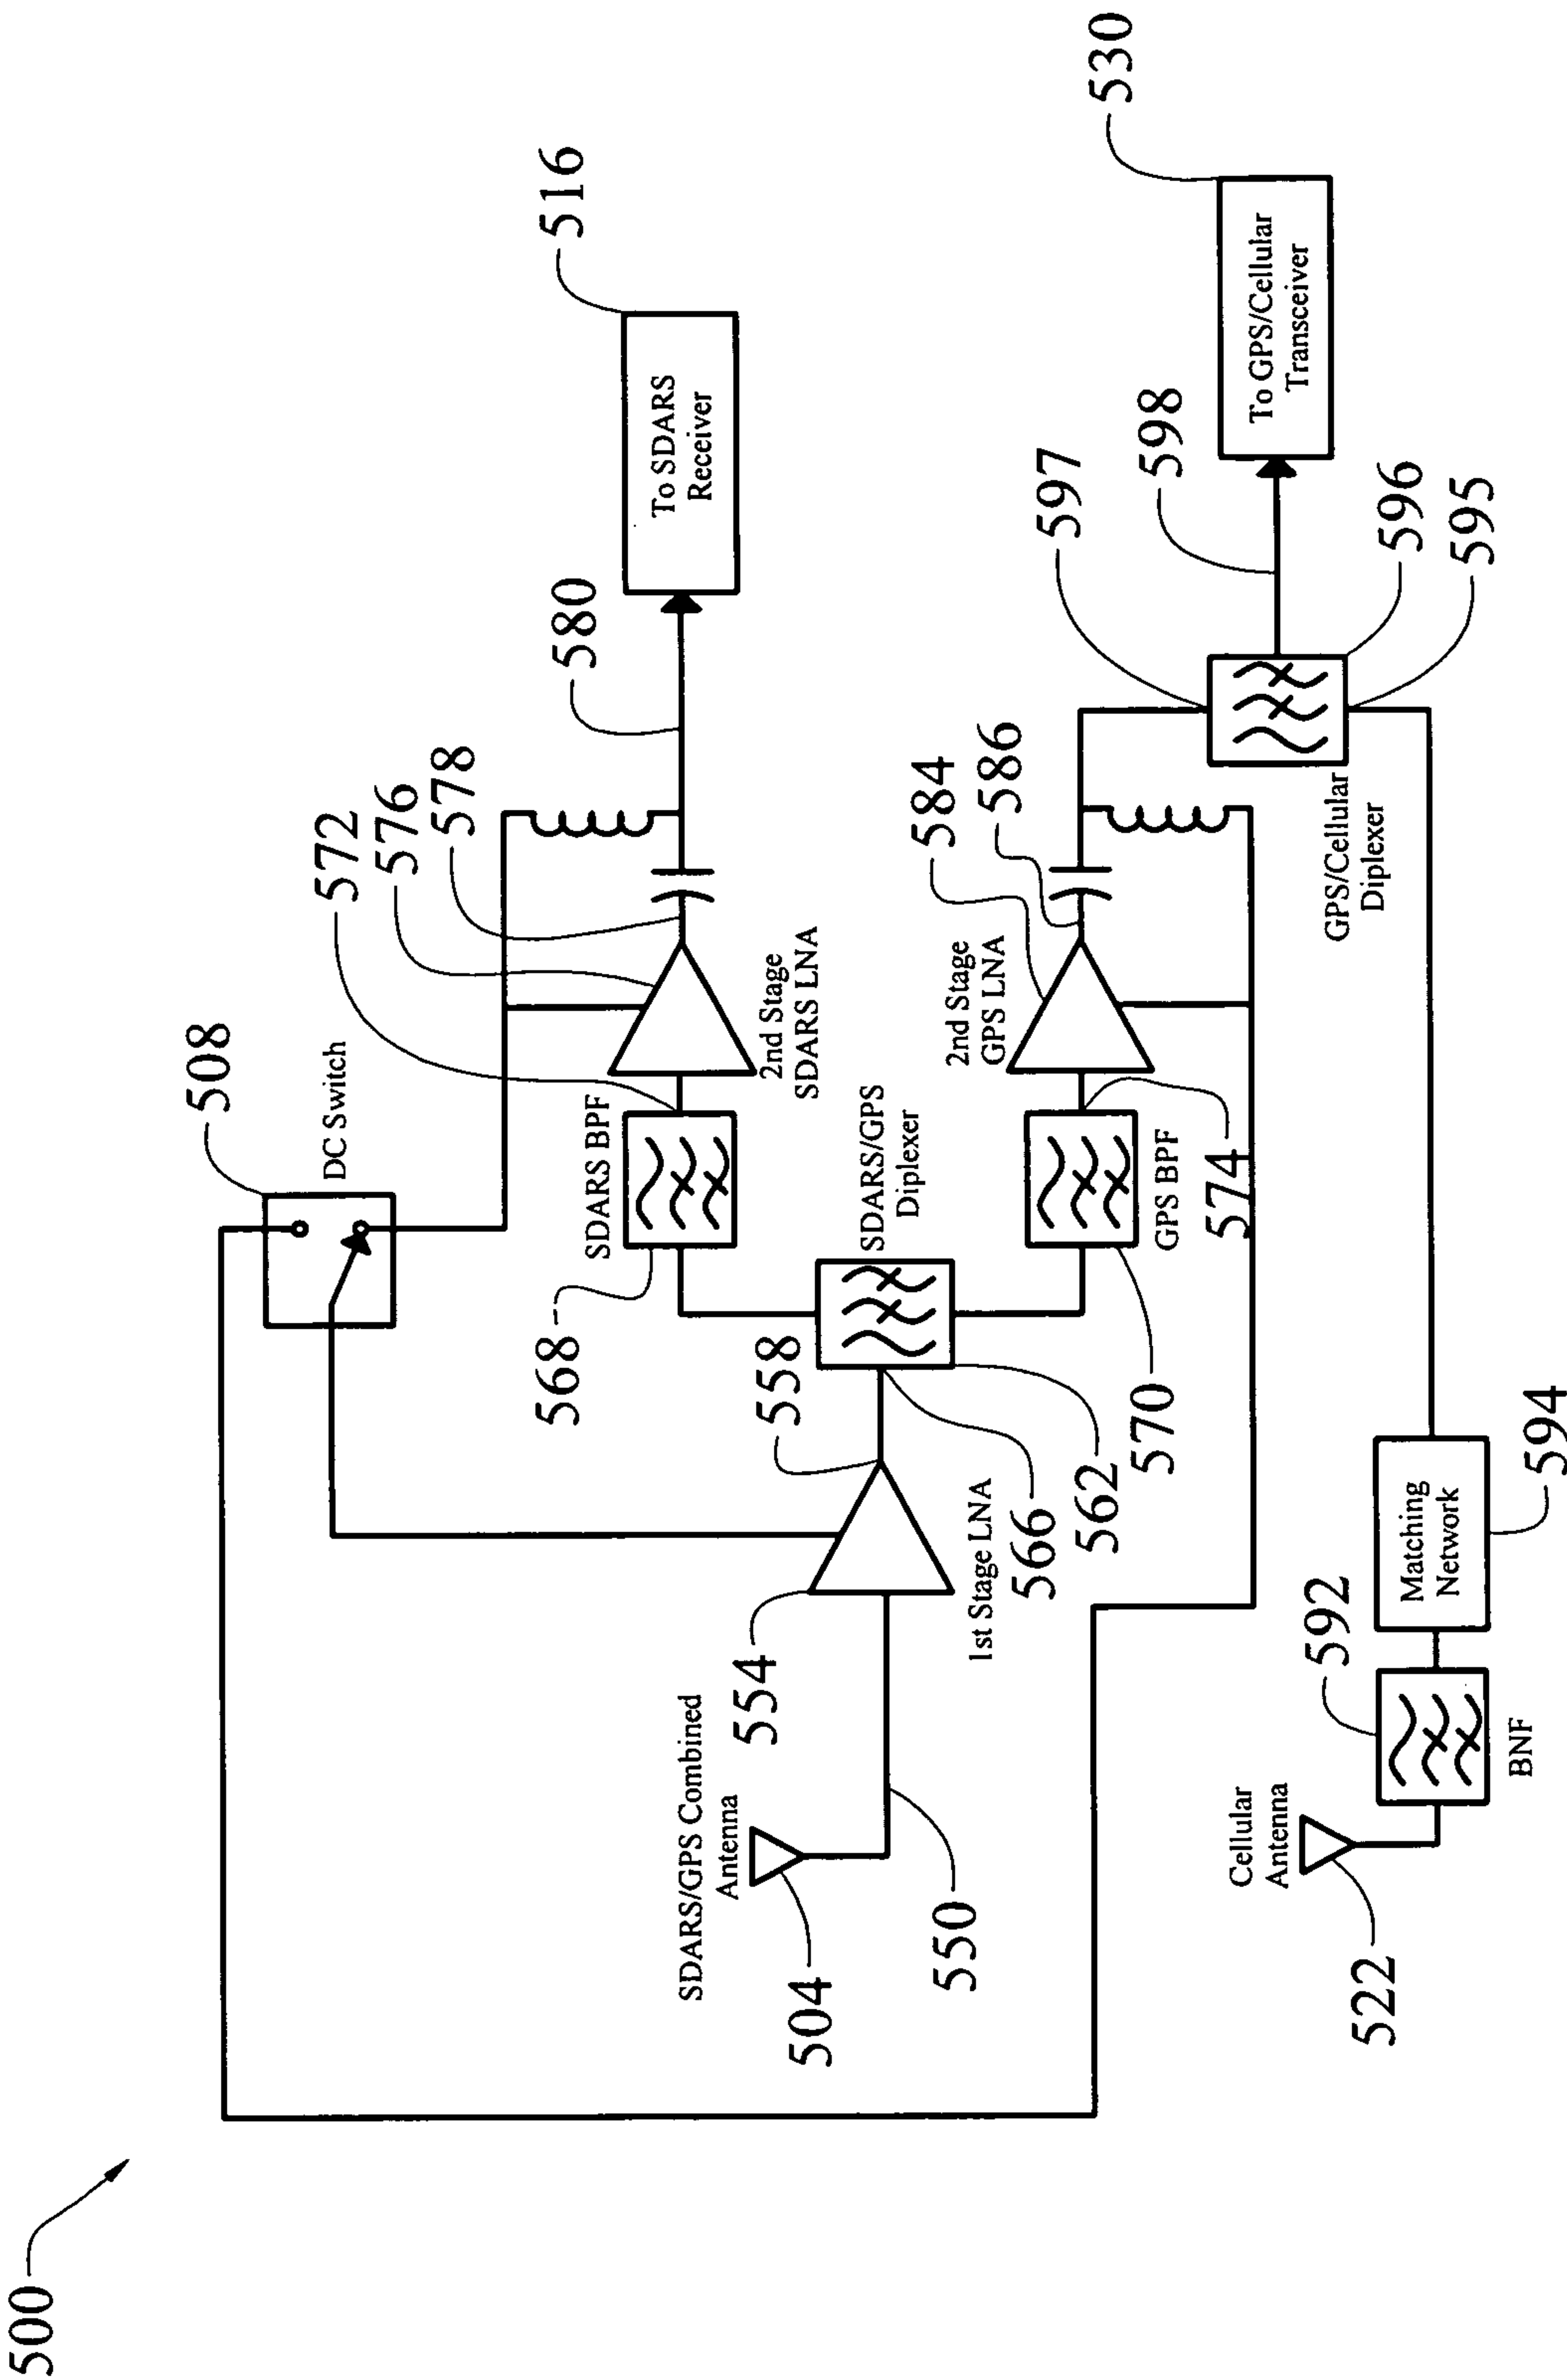 500
508
DC Switch
516
To SDARS
Receiver
580
572
576
578
2nd Stage
SDARS LNA
SDARS BPF
568
558
SDARS/GPS
Diplexer
566
562
554
1st Stage LNA
SDARS/GPS Combined
Antenna
504
550
570
GPS BPF
574
2nd Stage
GPS LNA
584
586
597
598
530
To GPS/Cellular
Transceiver
596
595
GPS/Cellular
Diplexer
594
Matching
Network
592
BNF
Cellular
Antenna
522